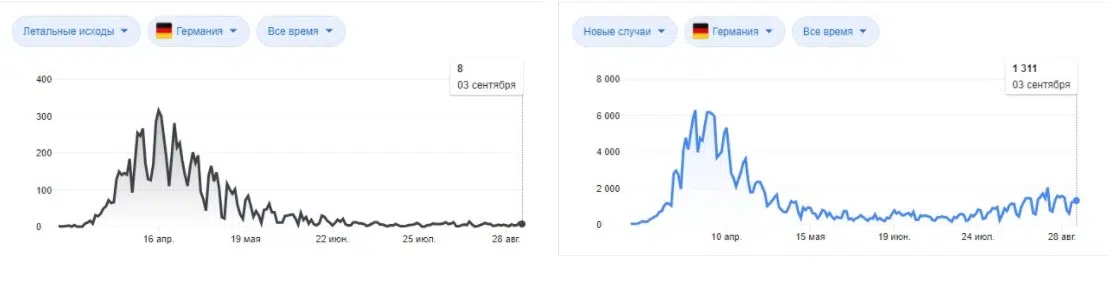 Летальные исходы Германия Все время
8
03 сентября
400
300
200
100
0
16 апр. 19 мая 22 июн. 25 июл. 28 авг.
Новые случаи Германия Все время
1 311
03 сентября
8 000
6 000
4 000
2 000
0
10 апр. 15 мая 19 июн. 24 июл. 28 авг.